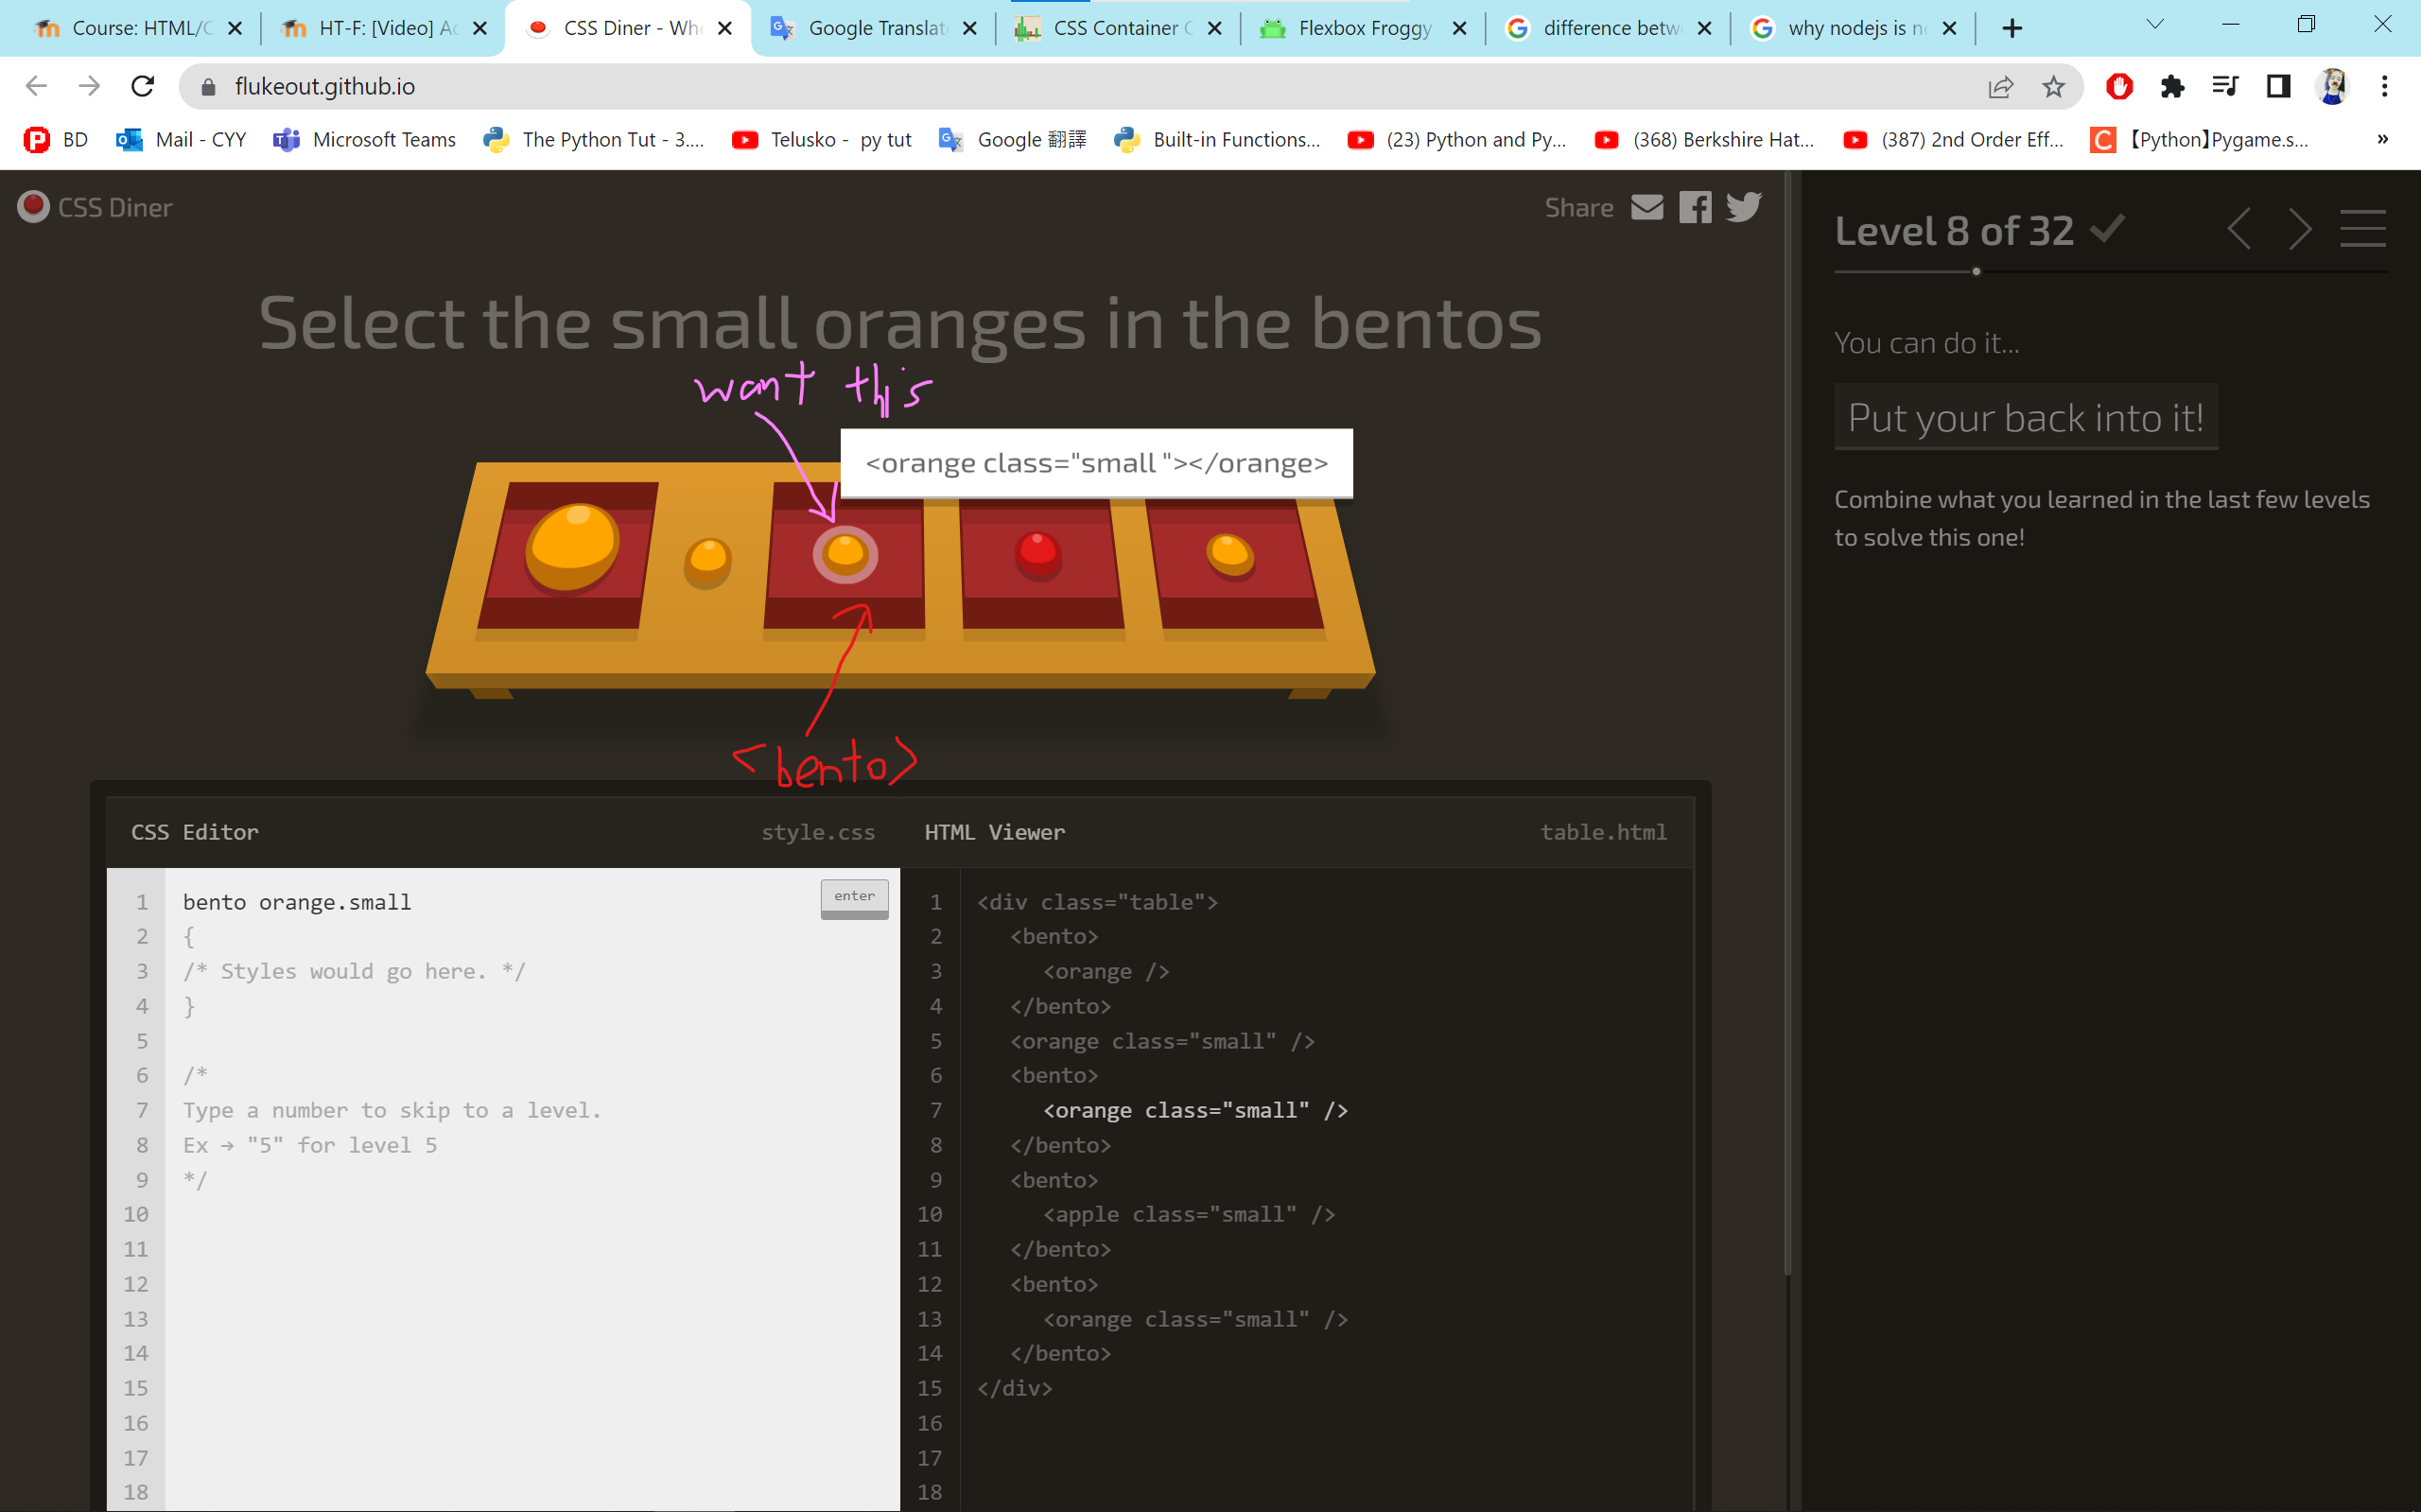 Course: HTML/C
HT-F: [Video] Ac
CSS Diner - Whe
Google Translat
CSS Container
Flexbox Froggy
difference betw
why nodejs is ne
flukeout.github.io
BD
Mail - CYY
Microsoft Teams
The Python Tut - 3....
Telusko - py tut
Google 翻譯
Built-in Functions...
(23) Python and Py...
(368) Berkshire Hat...
(387) 2nd Order Eff...
【Python】Pygame.s...
»
CSS Diner
Share
Select the small oranges in the bentos
want this
<orange class="small "></orange>
<bento>
Level 8 of 32
You can do it...
Put your back into it!
Combine what you learned in the last few levels
to solve this one!
CSS Editor
style.css
enter
1 bento orange.small
2 {
3 /* Styles would go here. */
4 }
5
6 /*
7 Type a number to skip to a level.
8 Ex → "5" for level 5
9 */
10
11
12
13
14
15
16
17
18
HTML Viewer
table.html
1 <div class="table">
2 <bento>
3 <orange />
4 </bento>
5 <orange class="small" />
6 <bento>
7 <orange class="small" />
8 </bento>
9 <bento>
10 <apple class="small" />
11 </bento>
12 <bento>
13 <orange class="small" />
14 </bento>
15 </div>
16
17
18